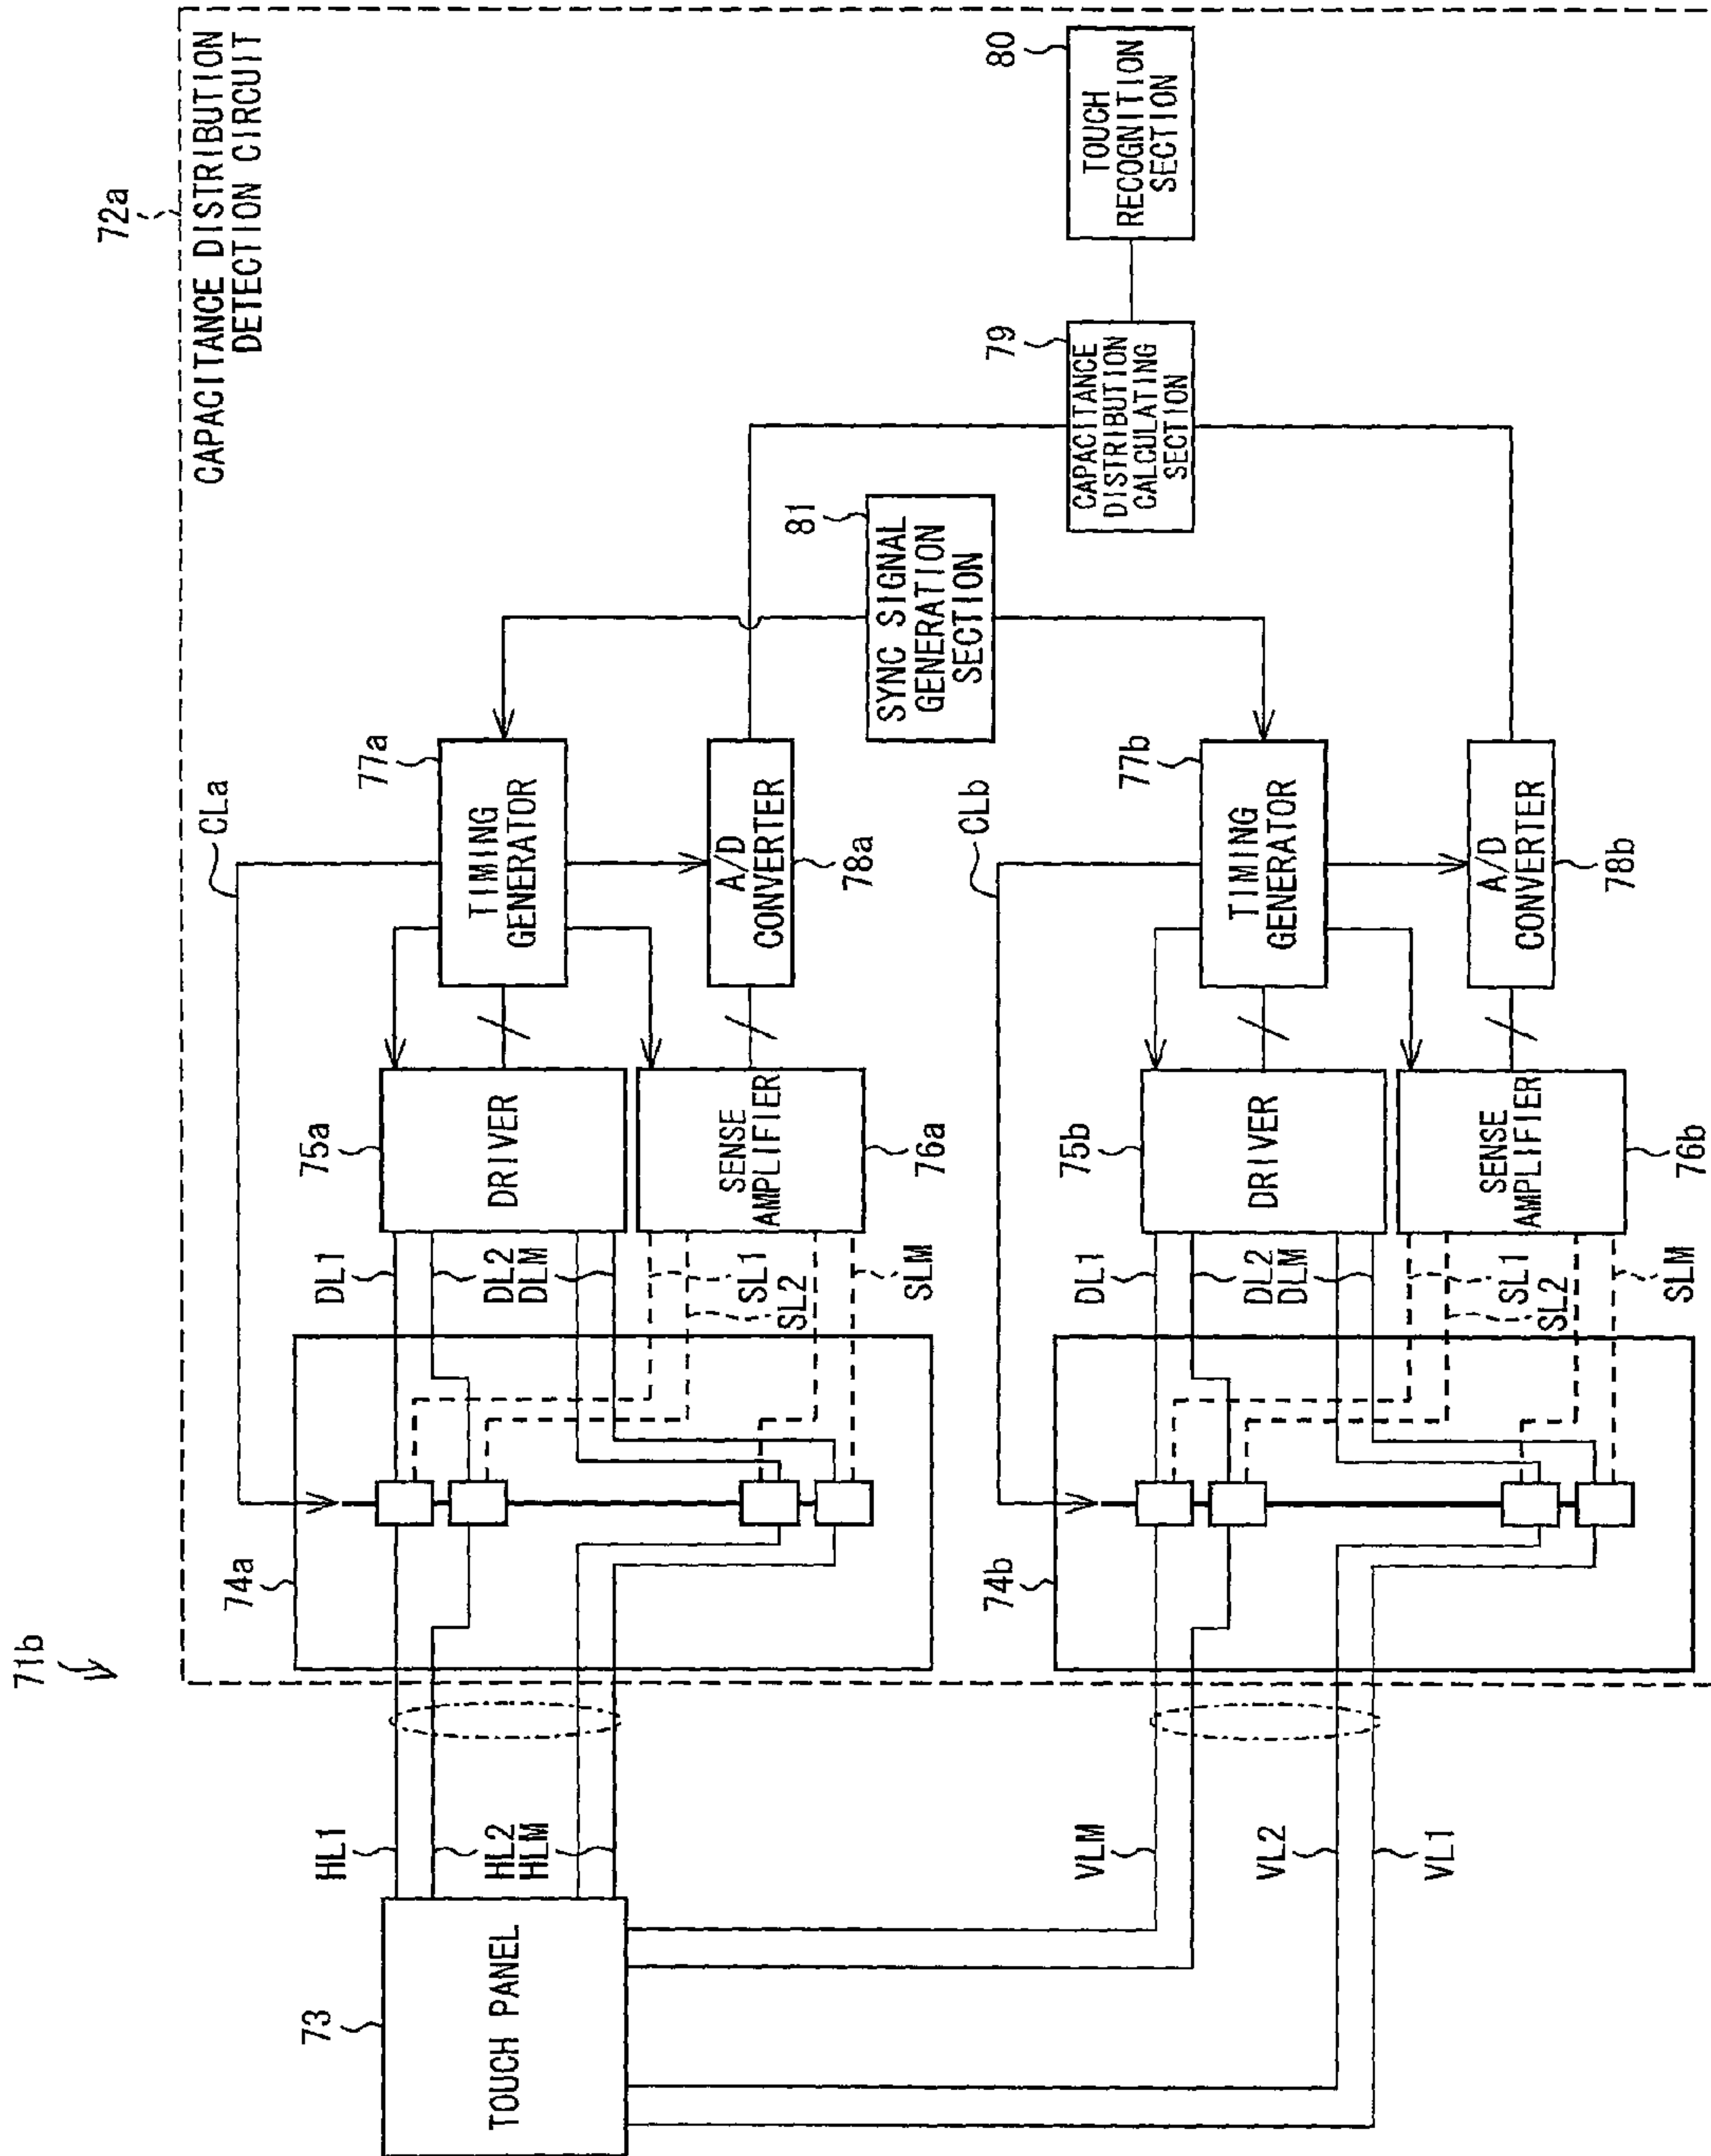 71b
72a
CAPACITANCE DISTRIBUTION
DETECTION CIRCUIT
73
TOUCH PANEL
HL1
HL2
HLM
VLM
VL2
VL1
74a
CLa
DL1
DL2
DLM
SL1
SL2
SLM
75a
DRIVER
SENSE
AMPLIFIER
76a
77a
TIMING
GENERATOR
A/D
CONVERTER
78a
74b
CLb
DL1
DL2
DLM
SL1
SL2
SLM
75b
DRIVER
SENSE
AMPLIFIER
76b
77b
TIMING
GENERATOR
A/D
CONVERTER
78b
81
SYNC SIGNAL
GENERATION
SECTION
79
CAPACITANCE
DISTRIBUTION
CALCULATING
SECTION
80
TOUCH
RECOGNITION
SECTION